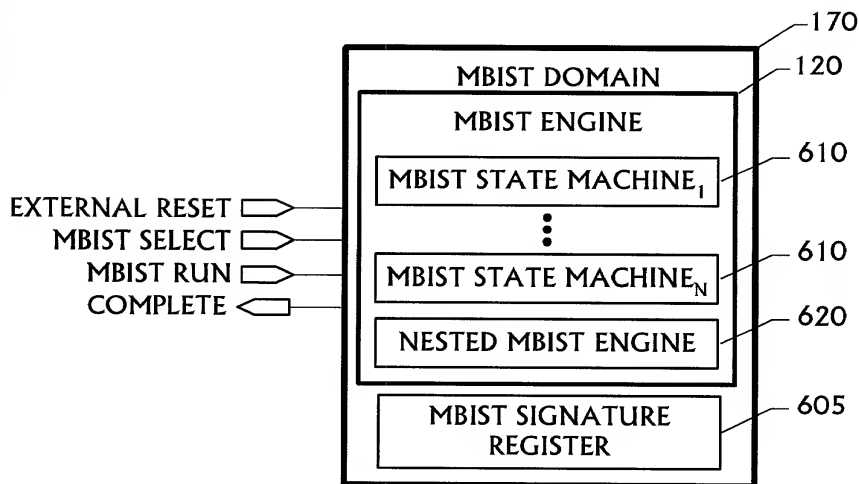 170
MBIST DOMAIN
120
MBIST ENGINE
610
MBIST STATE MACHINE1
EXTERNAL RESET
MBIST SELECT
MBIST RUN
COMPLETE
610
MBIST STATE MACHINEN
620
NESTED MBIST ENGINE
605
MBIST SIGNATURE
REGISTER